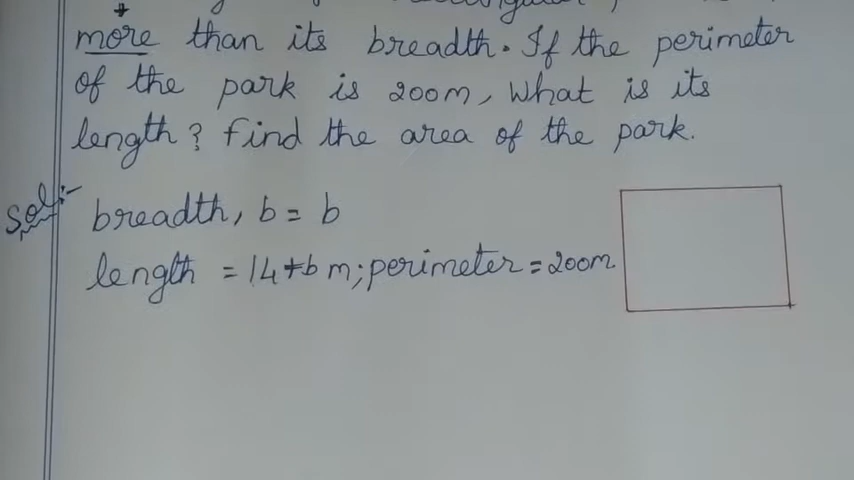 +
more than its breadth. If the perimeter
of the park is 200m, What is its
length? Find the area of the park.
Sol:-
breadth, b = b
length = 14+b m; perimeter = 200m